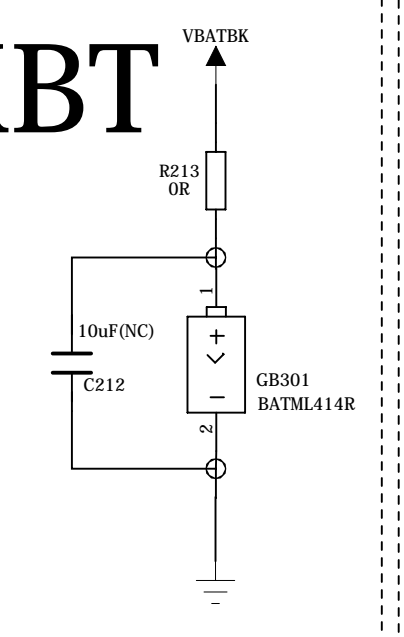 VBATBK
BT
R213
0R
1
10uF(NC)
+
C212
GB301
−
BATML414R
2